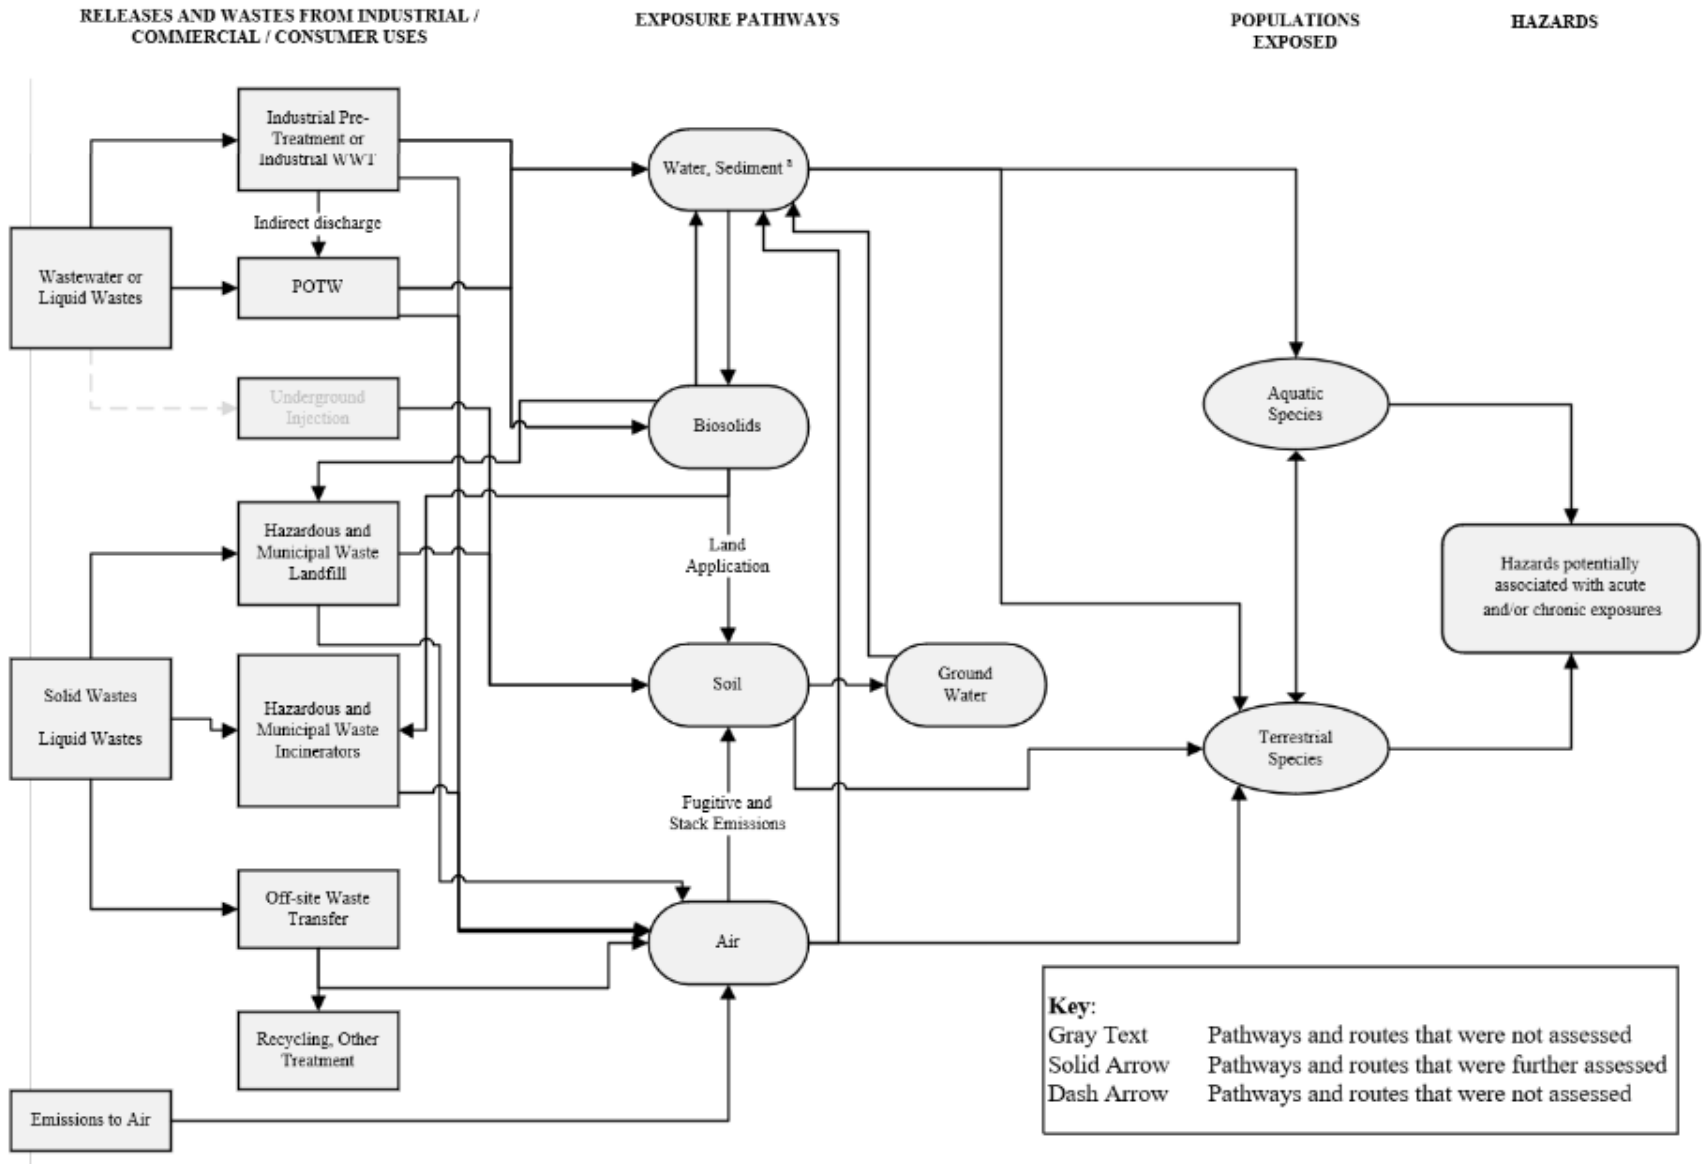 RELEASES AND WASTES FROM INDUSTRIAL /
COMMERCIAL / CONSUMER USES
EXPOSURE PATHWAYS
POPULATIONS
EXPOSED
HAZARDS
Industrial Pre-
Treatment or
Industrial WWT
Water, Sediment a
Indirect discharge
Wastewater or
Liquid Wastes
POTW
Underground
Injection
Biosolids
Aquatic
Species
Hazardous and
Municipal Waste
Landfill
Land
Application
Hazards potentially
associated with acute
and/or chronic exposures
Solid Wastes
Liquid Wastes
Hazardous and
Municipal Waste
Incinerators
Soil
Ground
Water
Terrestrial
Species
Fugitive and
Stack Emissions
Off-site Waste
Transfer
Air
Recycling, Other
Treatment
Emissions to Air
Key:
Gray Text Pathways and routes that were not assessed
Solid Arrow Pathways and routes that were further assessed
Dash Arrow Pathways and routes that were not assessed